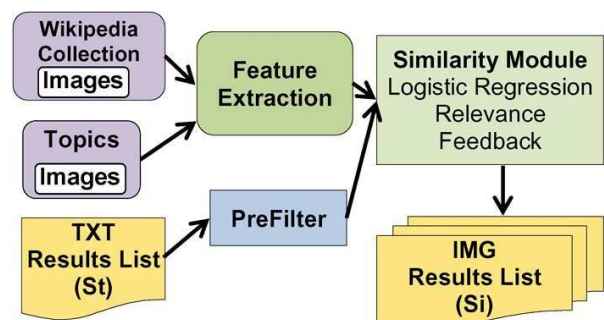 Wikipedia
Collection
Images
Topics
Images
TXT
Results List
(St)
Feature
Extraction
PreFilter
Similarity Module
Logistic Regression
Relevance
Feedback
IMG
Results List
(Si)